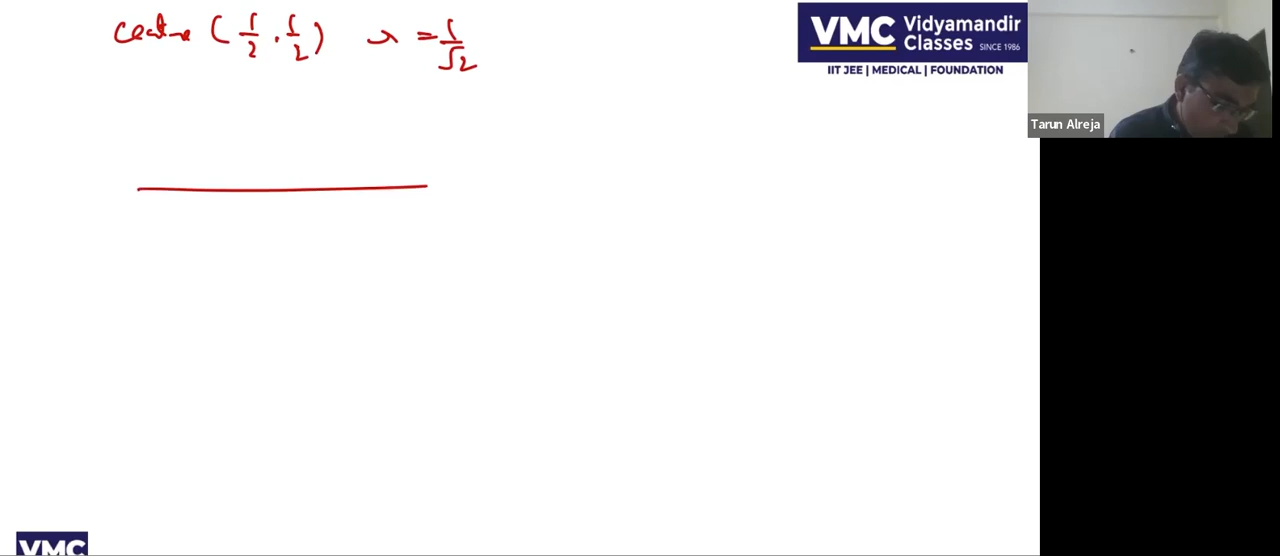 centre (1/2, 1/2) r = 1/√2
VMC Vidyamandir Classes SINCE 1986
IIT JEE | MEDICAL | FOUNDATION
Tarun Alreja
VMC